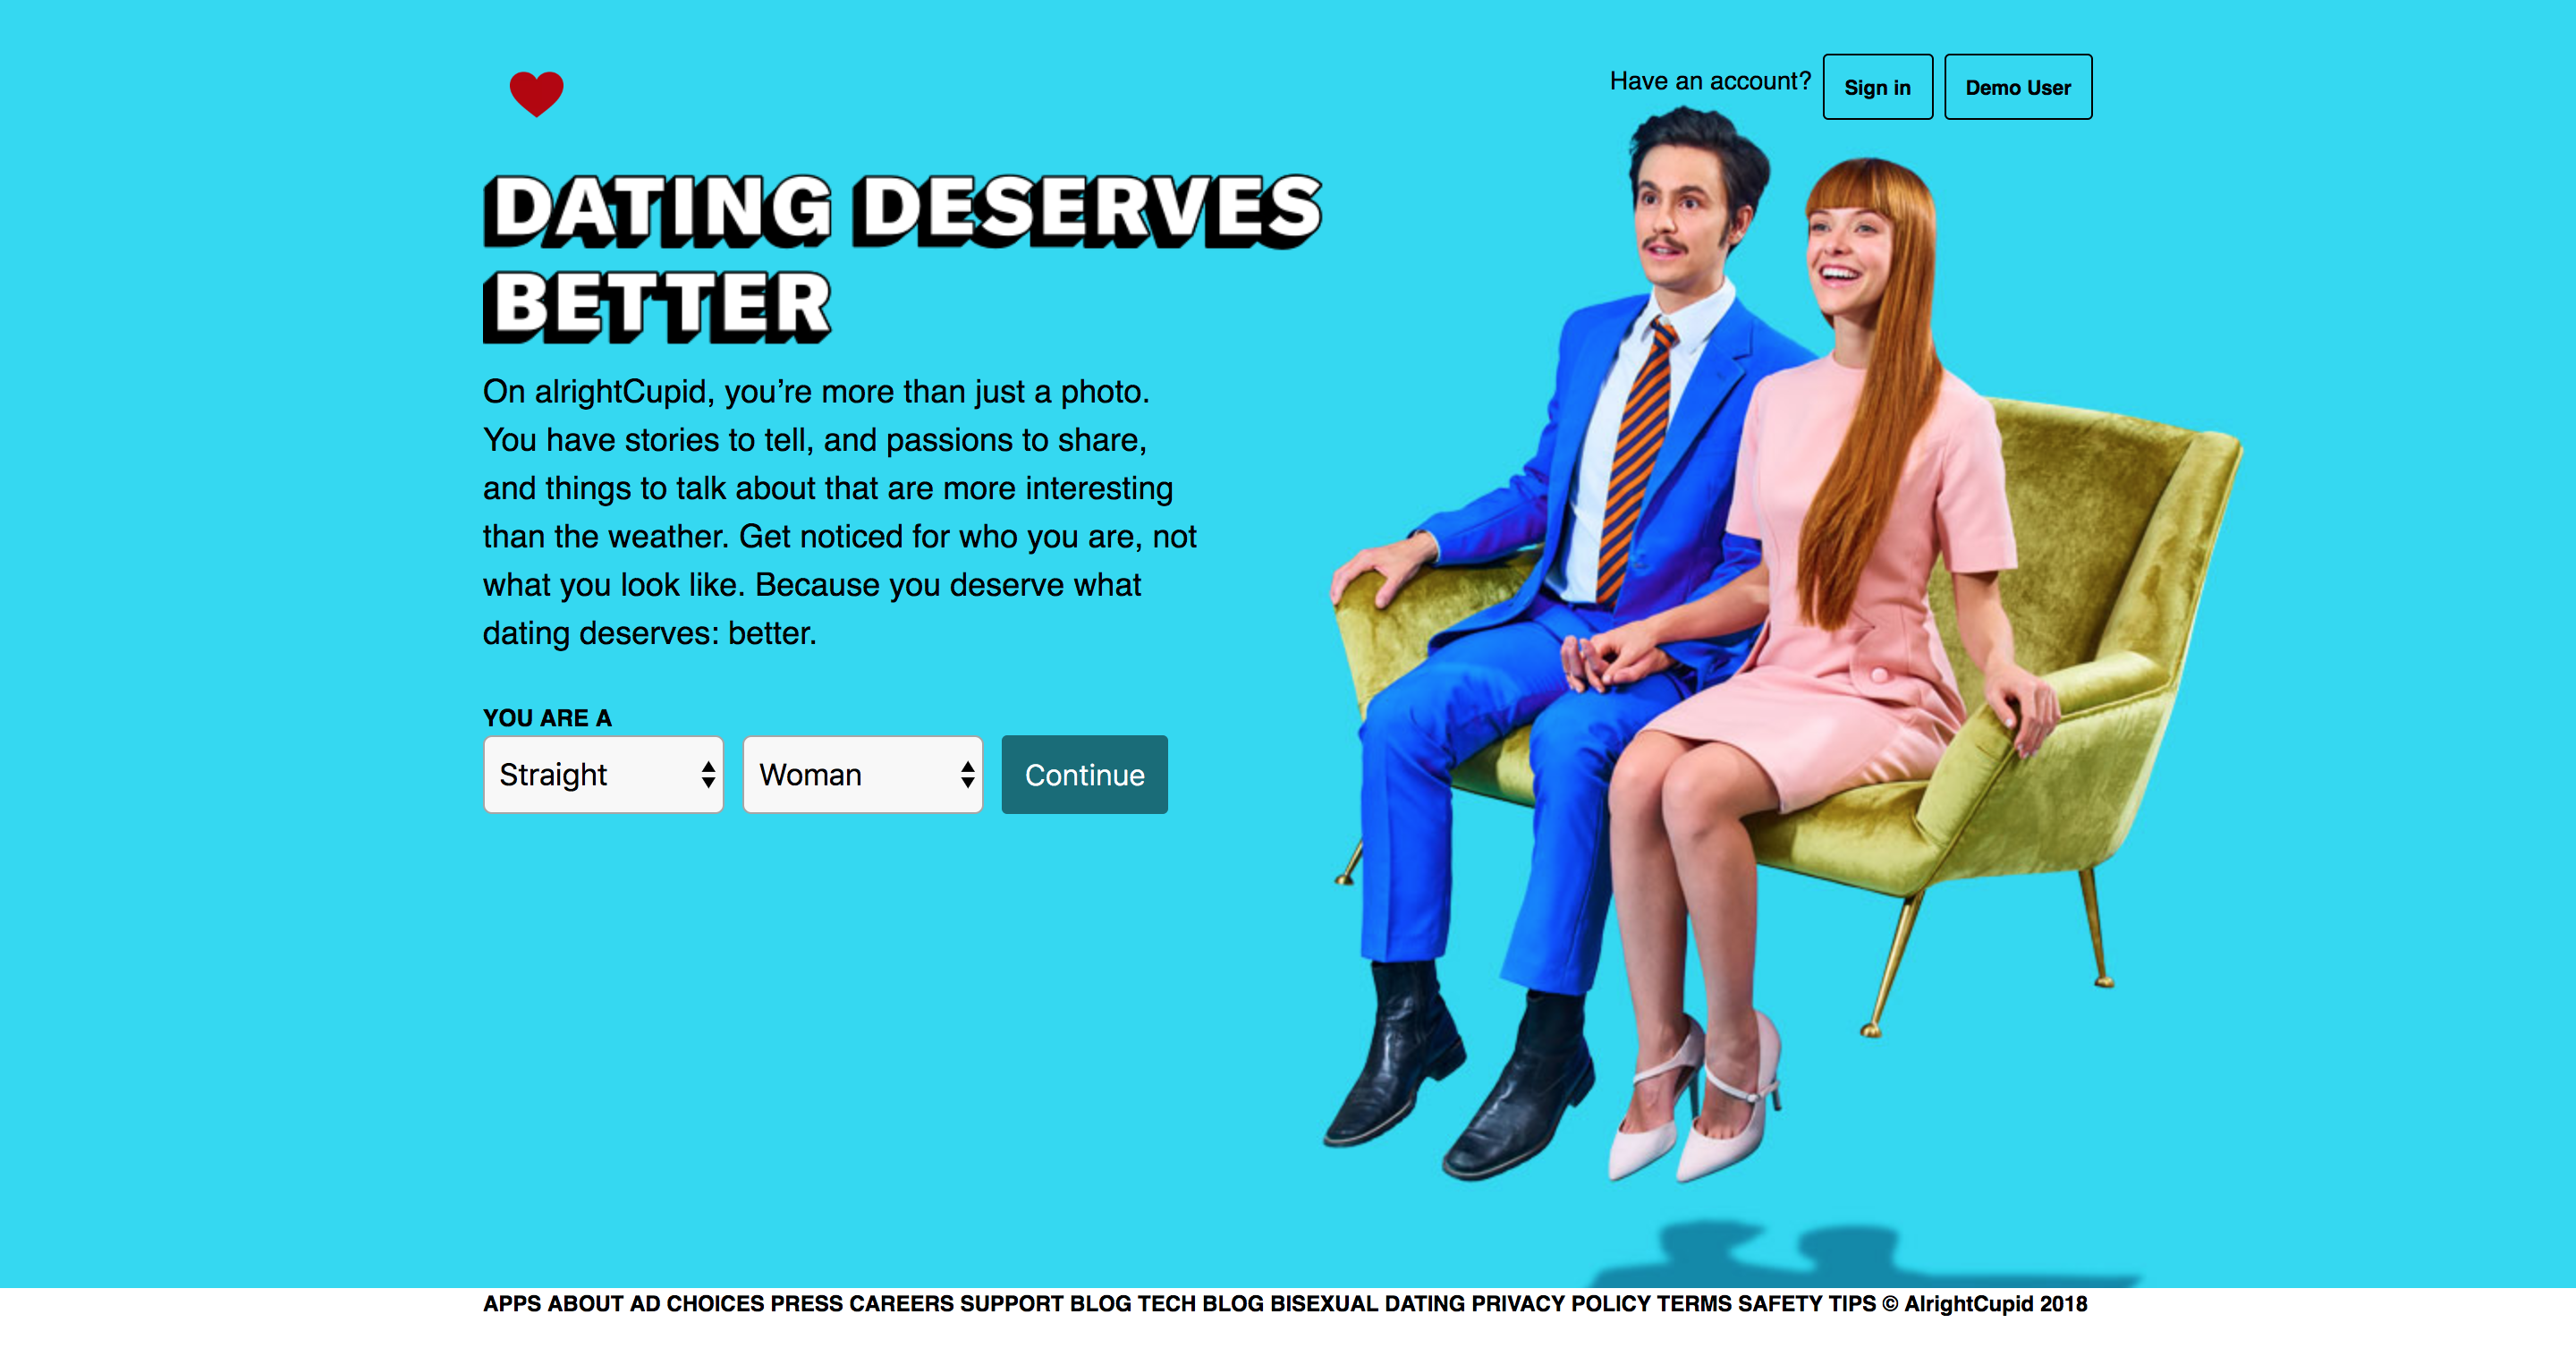 Have an account? Sign in Demo User
DATING DESERVES
BETTER
On alrightCupid, you’re more than just a photo.
You have stories to tell, and passions to share,
and things to talk about that are more interesting
than the weather. Get noticed for who you are, not
what you look like. Because you deserve what
dating deserves: better.
YOU ARE A
Straight Woman Continue
APPS ABOUT AD CHOICES PRESS CAREERS SUPPORT BLOG TECH BLOG BISEXUAL DATING PRIVACY POLICY TERMS SAFETY TIPS © AlrightCupid 2018